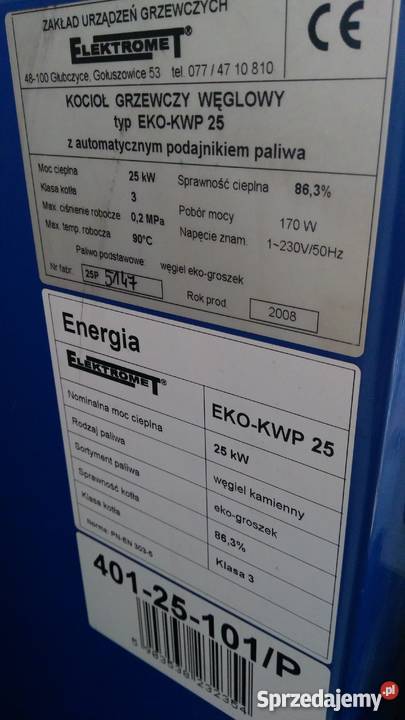 ZAKŁAD URZĄDZEŃ GRZEWCZYCH
ELEKTROMET®
48-100 Głubczyce, Gołuszowice 53 tel. 077 / 47 10 810
CE
KOCIOŁ GRZEWCZY WĘGLOWY
typ EKO-KWP 25
z automatycznym podajnikiem paliwa
Moc cieplna 25 kW Sprawność cieplna 86,3%
Klasa kotła 3
Max. ciśnienie robocze 0,2 MPa Pobór mocy 170 W
Max. temp. robocza 90°C Napięcie znam. 1~230V/50Hz
Paliwo podstawowe węgiel eko-groszek
Nr fabr. 25P 5147 Rok prod. 2008
Energia
ELEKTROMET®
EKO-KWP 25
Nominalna moc cieplna 25 kW
Rodzaj paliwa węgiel kamienny
Sortyment paliwa eko-groszek
Sprawność kotła 86,3%
Klasa kotła Klasa 3
Norma: PN-EN 303-5
401-25-101/P
Sprzedajemy.pl